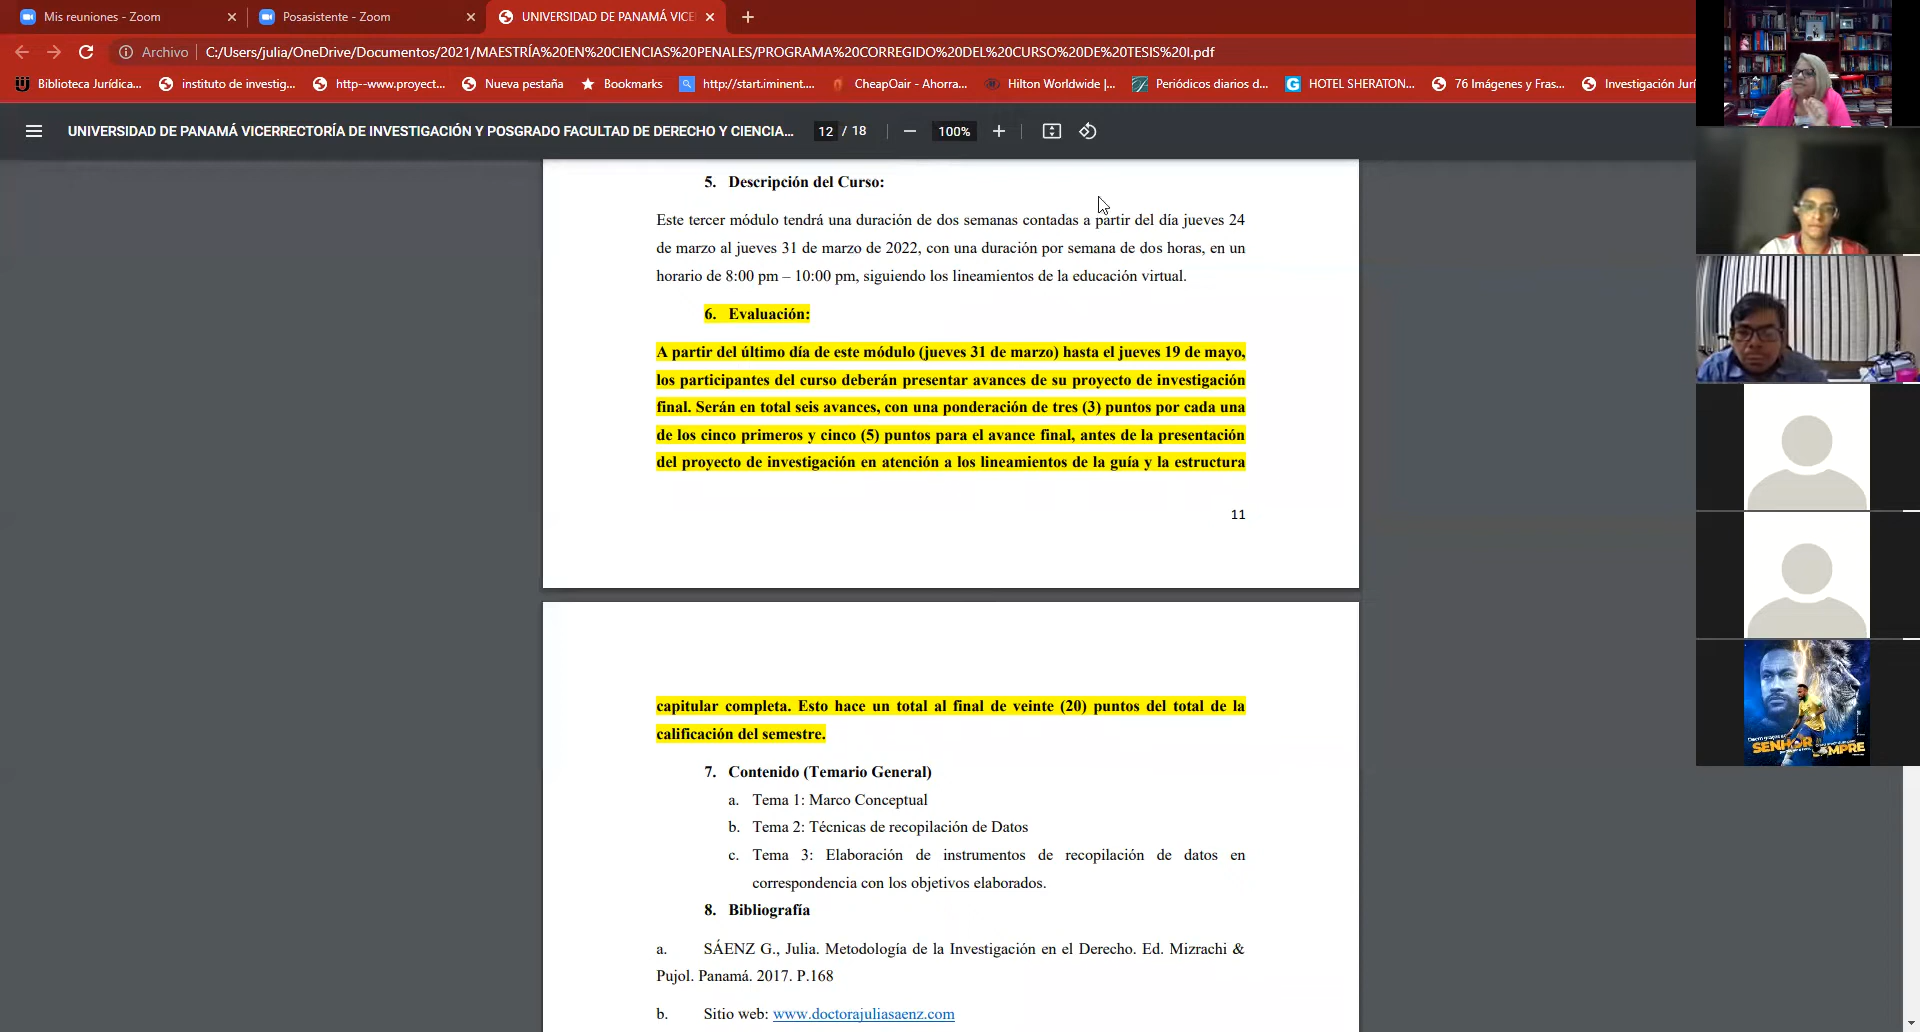 Mis reuniones - Zoom
Posasistente - Zoom
UNIVERSIDAD DE PANAMÁ VICE
Archivo
C:/Users/julia/OneDrive/Documentos/2021/MAESTRÍA%20EN%20CIENCIAS%20PENALES/PROGRAMA%20CORREGIDO%20DEL%20CURSO%20DE%20TESIS%20I.pdf
Biblioteca Jurídica...
instituto de investig...
http--www.proyect...
Nueva pestaña
Bookmarks
http://start.iminent....
CheapOair - Ahorra...
Hilton Worldwide |...
Periódicos diarios d...
HOTEL SHERATON...
76 Imágenes y Fras...
Investigación Jurí
UNIVERSIDAD DE PANAMÁ VICERRECTORÍA DE INVESTIGACIÓN Y POSGRADO FACULTAD DE DERECHO Y CIENCIA...
12 / 18
100%
5. Descripción del Curso:
Este tercer módulo tendrá una duración de dos semanas contadas a partir del día jueves 24
de marzo al jueves 31 de marzo de 2022, con una duración por semana de dos horas, en un
horario de 8:00 pm – 10:00 pm, siguiendo los lineamientos de la educación virtual.
6. Evaluación:
A partir del último día de este módulo (jueves 31 de marzo) hasta el jueves 19 de mayo,
los participantes del curso deberán presentar avances de su proyecto de investigación
final. Serán en total seis avances, con una ponderación de tres (3) puntos por cada una
de los cinco primeros y cinco (5) puntos para el avance final, antes de la presentación
del proyecto de investigación en atención a los lineamientos de la guía y la estructura
11
capitular completa. Esto hace un total al final de veinte (20) puntos del total de la
calificación del semestre.
7. Contenido (Temario General)
a. Tema 1: Marco Conceptual
b. Tema 2: Técnicas de recopilación de Datos
c. Tema 3: Elaboración de instrumentos de recopilación de datos en
correspondencia con los objetivos elaborados.
8. Bibliografía
a. SÁENZ G., Julia. Metodología de la Investigación en el Derecho. Ed. Mizrachi &
Pujol. Panamá. 2017. P.168
b. Sitio web: www.doctorajuliasaenz.com
SENHOR